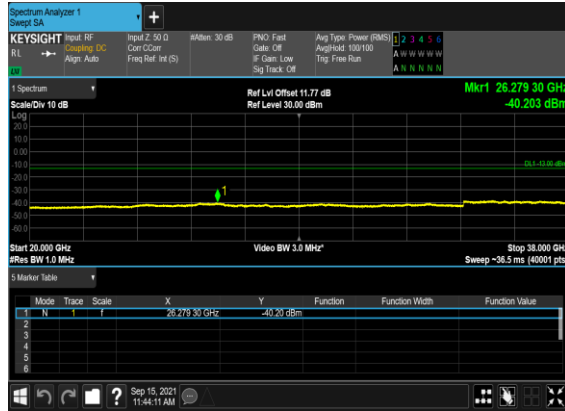 Spectrum Analyzer 1
Swept SA
+
KEYSIGHT Input: RF Input Z: 50 Ω #Atten: 30 dB PNO: Fast Avg Type: Power (RMS) 1 2 3 4 5 6
RL Coupling: DC Corr CCorr Gate: Off Avg|Hold: 100/100 A W W W W W
Align: Auto Freq Ref: Int (S) IF Gain: Low Trig: Free Run
Sig Track: Off A N N N N N
1 Spectrum
Ref Lvl Offset 11.77 dB Mkr1 26.279 30 GHz
Scale/Div 10 dB Ref Level 30.00 dBm -40.203 dBm
Log
20.0
10.0
0.00
-10.0
DL1 -13.00 dBm
-20.0
-30.0
1
-40.0
-50.0
-60.0
Start 20.000 GHz Video BW 3.0 MHz* Stop 38.000 GHz
#Res BW 1.0 MHz Sweep ~36.5 ms (40001 pts)
5 Marker Table
Mode Trace Scale X Y Function Function Width Function Value
1 N 1 f 26.279 30 GHz -40.20 dBm
2
3
4
5
6
? Sep 15, 2021
11:44:11 AM